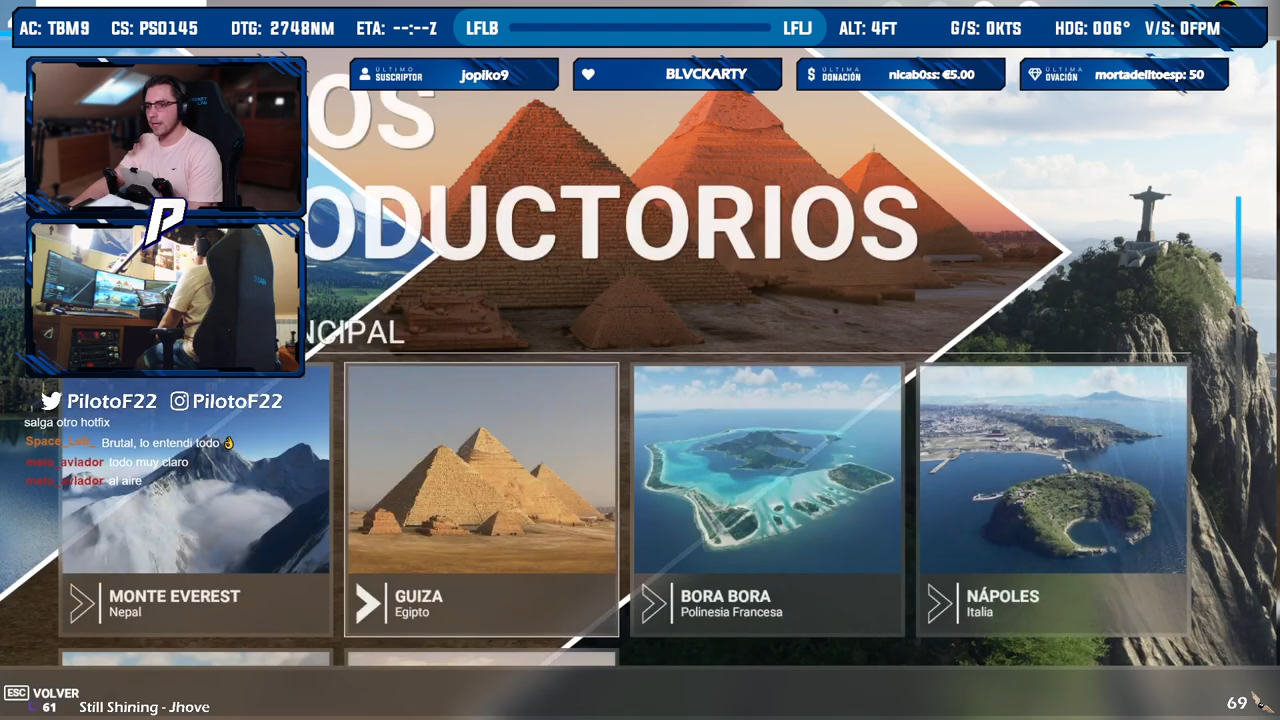 AC: TBM9 CS: PSO145 DTG: 2748NM ETA: --:--Z LFLB LFLJ ALT: 4FT G/S: 0KTS HDG: 006° V/S: 0FPM
ÚLTIMO SUSCRIPTOR jopiko9
BLVCKARTY
ÚLTIMA DONACIÓN nicab0ss: €5.00
ÚLTIMA OVACIÓN mortadelitoesp: 50
OS
ODUCTORIOS
NCIPAL
PilotoF22 PilotoF22
salga otro hotfix
Brutal, lo entendi todo
todo muy claro
al aire
MONTE EVEREST
Nepal
GUIZA
Egipto
BORA BORA
Polinesia Francesa
NÁPOLES
Italia
ESC VOLVER
61 Still Shining - Jhove
69